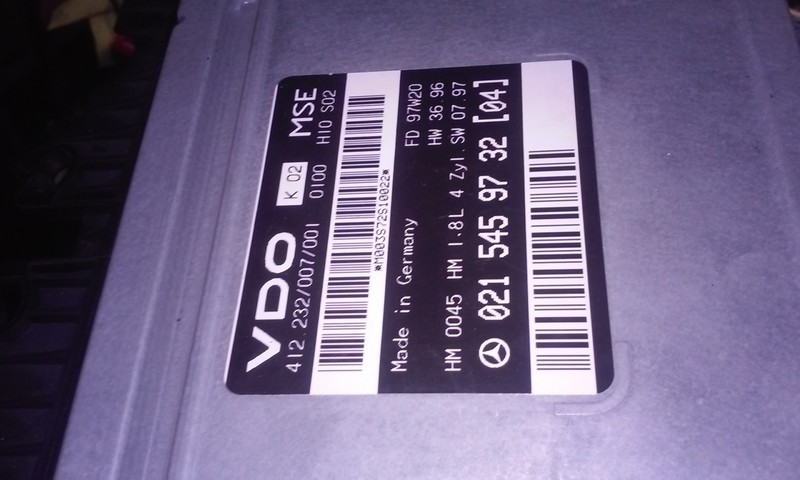 VDO K 02 MSE
412.232/007/001 0100 H10 S02
*M003S72S10022*
Made in Germany FD 97W20
HW 36.96
HM 0045 HM 1.8L 4 Zyl. SW 07.97
021 545 97 32 [04]